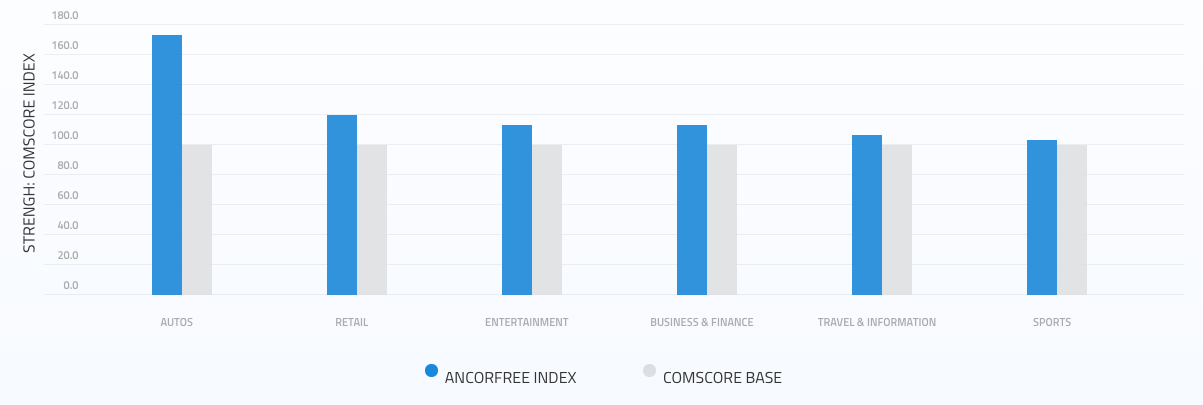 180.0
160.0
140.0
120.0
100.0
80.0
60.0
40.0
20.0
0.0
STRENGH: COMSCORE INDEX
AUTOS
RETAIL
ENTERTAINMENT
BUSINESS & FINANCE
TRAVEL & INFORMATION
SPORTS
ANCORFREE INDEX
COMSCORE BASE